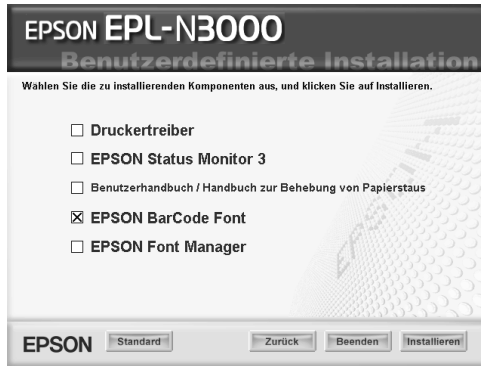 EPSON EPL-N3000
Benutzerdefinierte Installation
Wählen Sie die zu installierenden Komponenten aus, und klicken Sie auf Installieren.
Druckertreiber
EPSON Status Monitor 3
Benutzerhandbuch / Handbuch zur Behebung von Papierstaus
EPSON BarCode Font
EPSON Font Manager
EPSON
EPSON Standard Zurück Beenden Installieren